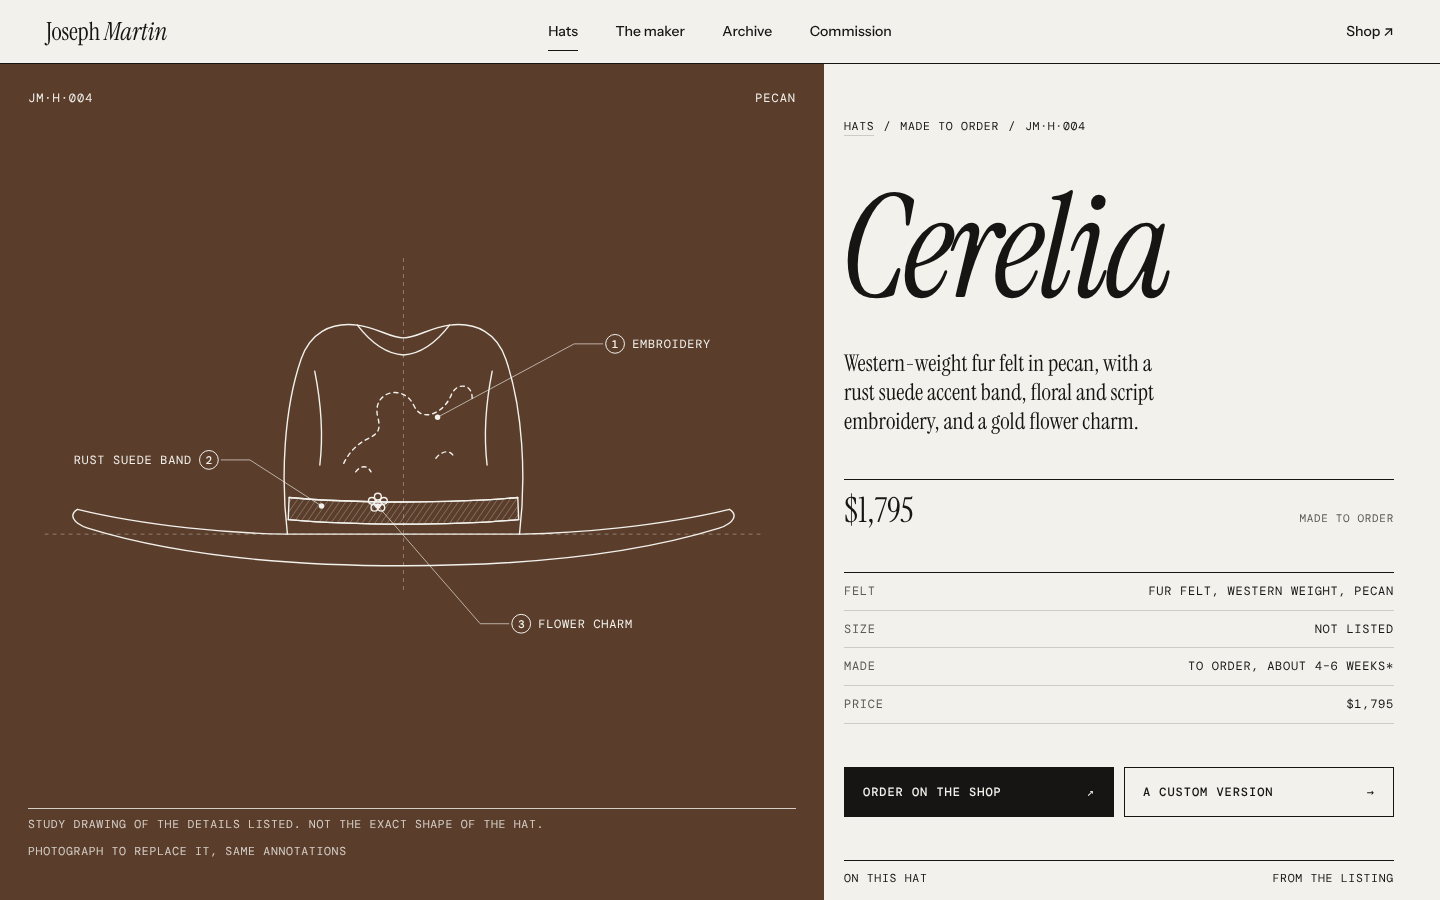 Joseph Martin
Hats
The maker
Archive
Commission
Shop ↗
JM·H·004
PECAN
1 EMBROIDERY
RUST SUEDE BAND 2
3 FLOWER CHARM
STUDY DRAWING OF THE DETAILS LISTED. NOT THE EXACT SHAPE OF THE HAT.
PHOTOGRAPH TO REPLACE IT, SAME ANNOTATIONS
HATS / MADE TO ORDER / JM·H·004
Cerelia
Western-weight fur felt in pecan, with a
rust suede accent band, floral and script
embroidery, and a gold flower charm.
$1,795
MADE TO ORDER
FELT FUR FELT, WESTERN WEIGHT, PECAN
SIZE NOT LISTED
MADE TO ORDER, ABOUT 4–6 WEEKS*
PRICE $1,795
ORDER ON THE SHOP ↗
A CUSTOM VERSION →
ON THIS HAT
FROM THE LISTING